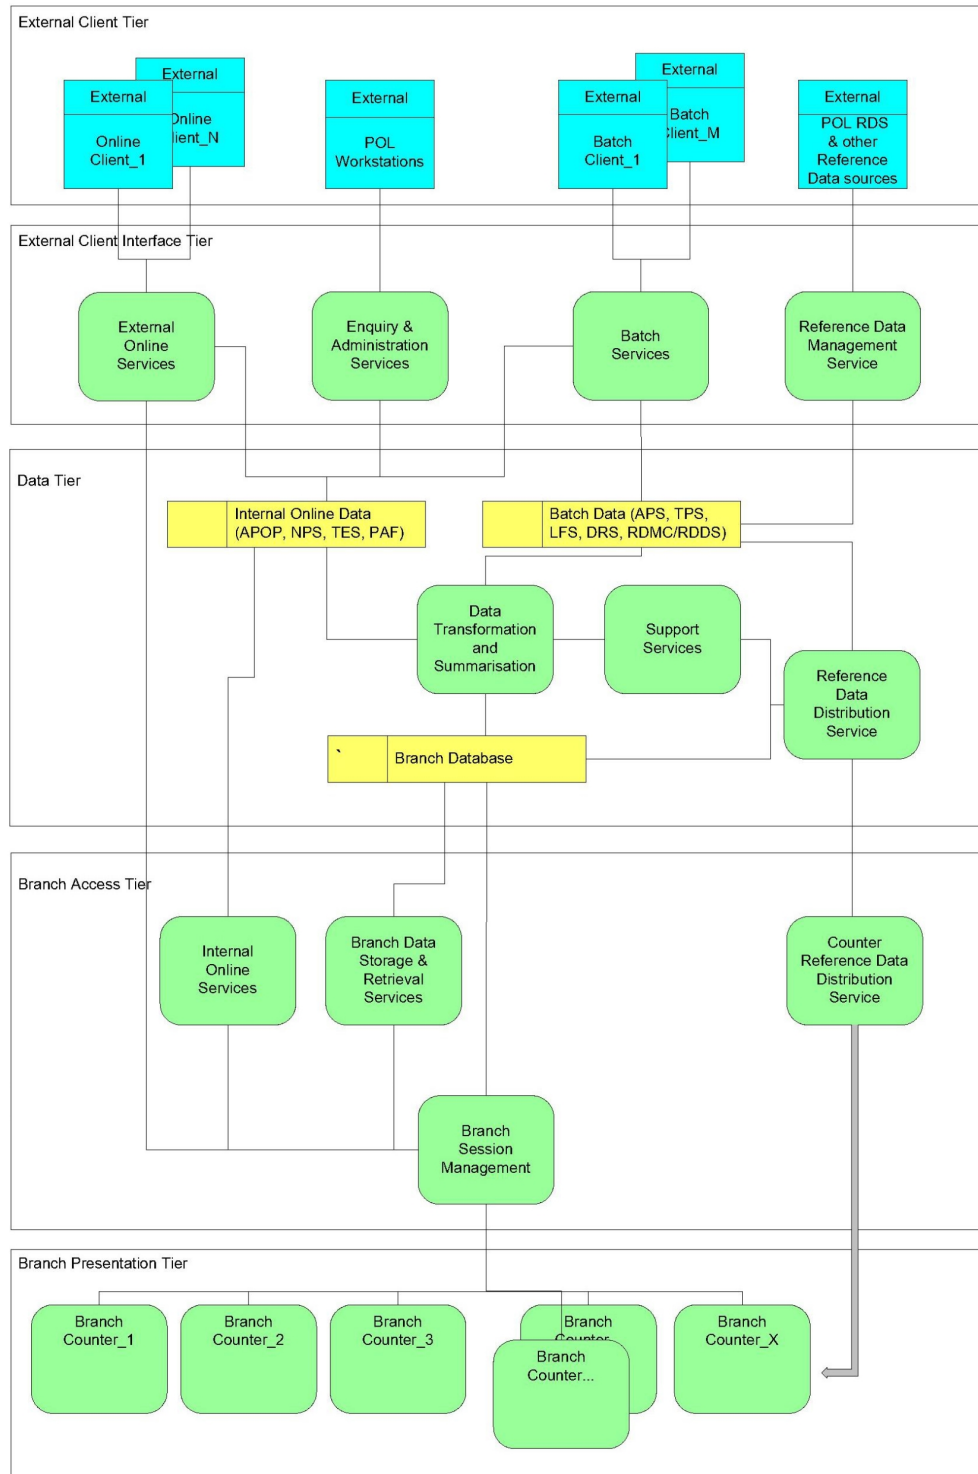 External Client Tier
External
External
Online
Client_1
Online
lient_N
External
POL
Workstations
External
External
Batch
Client_1
Batch
lient_M
External
POL RDS
& other
Reference
Data sources
External Client Interface Tier
External
Online
Services
Enquiry &
Administration
Services
Batch
Services
Reference Data
Management
Service
Data Tier
Internal Online Data
(APOP, NPS, TES, PAF)
Batch Data (APS, TPS,
LFS, DRS, RDMC/RDDS)
Data
Transformation
and
Summarisation
Support
Services
Reference
Data
Distribution
Service
` Branch Database
Branch Access Tier
Internal
Online
Services
Branch Data
Storage &
Retrieval
Services
Counter
Reference Data
Distribution
Service
Branch
Session
Management
Branch Presentation Tier
Branch
Counter_1
Branch
Counter_2
Branch
Counter_3
Branch
Counter
Branch
Counter...
Branch
Counter_X